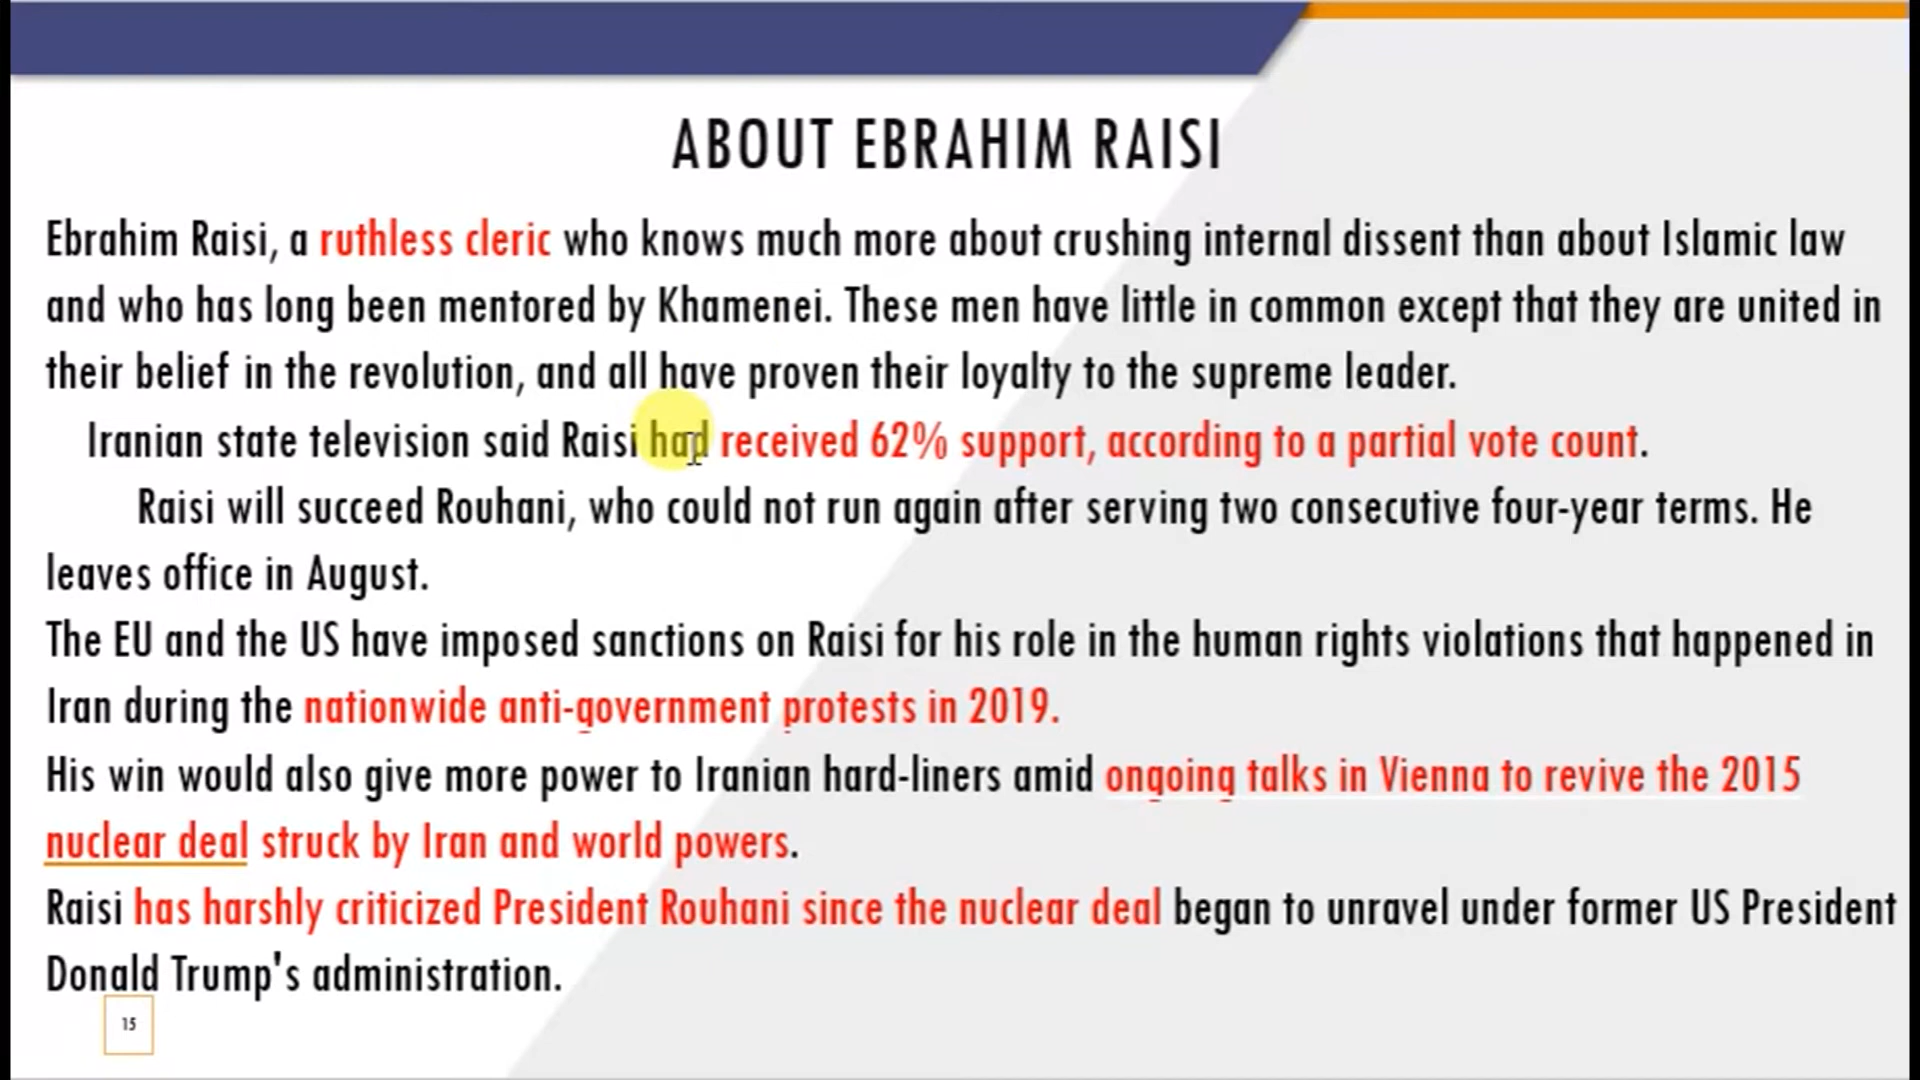 ABOUT EBRAHIM RAISI
Ebrahim Raisi, a ruthless cleric who knows much more about crushing internal dissent than about Islamic law
and who has long been mentored by Khamenei. These men have little in common except that they are united in
their belief in the revolution, and all have proven their loyalty to the supreme leader.
Iranian state television said Raisi had received 62% support, according to a partial vote count.
Raisi will succeed Rouhani, who could not run again after serving two consecutive four-year terms. He
leaves office in August.
The EU and the US have imposed sanctions on Raisi for his role in the human rights violations that happened in
Iran during the nationwide anti-government protests in 2019.
His win would also give more power to Iranian hard-liners amid ongoing talks in Vienna to revive the 2015
nuclear deal struck by Iran and world powers.
Raisi has harshly criticized President Rouhani since the nuclear deal began to unravel under former US President
Donald Trump's administration.
15